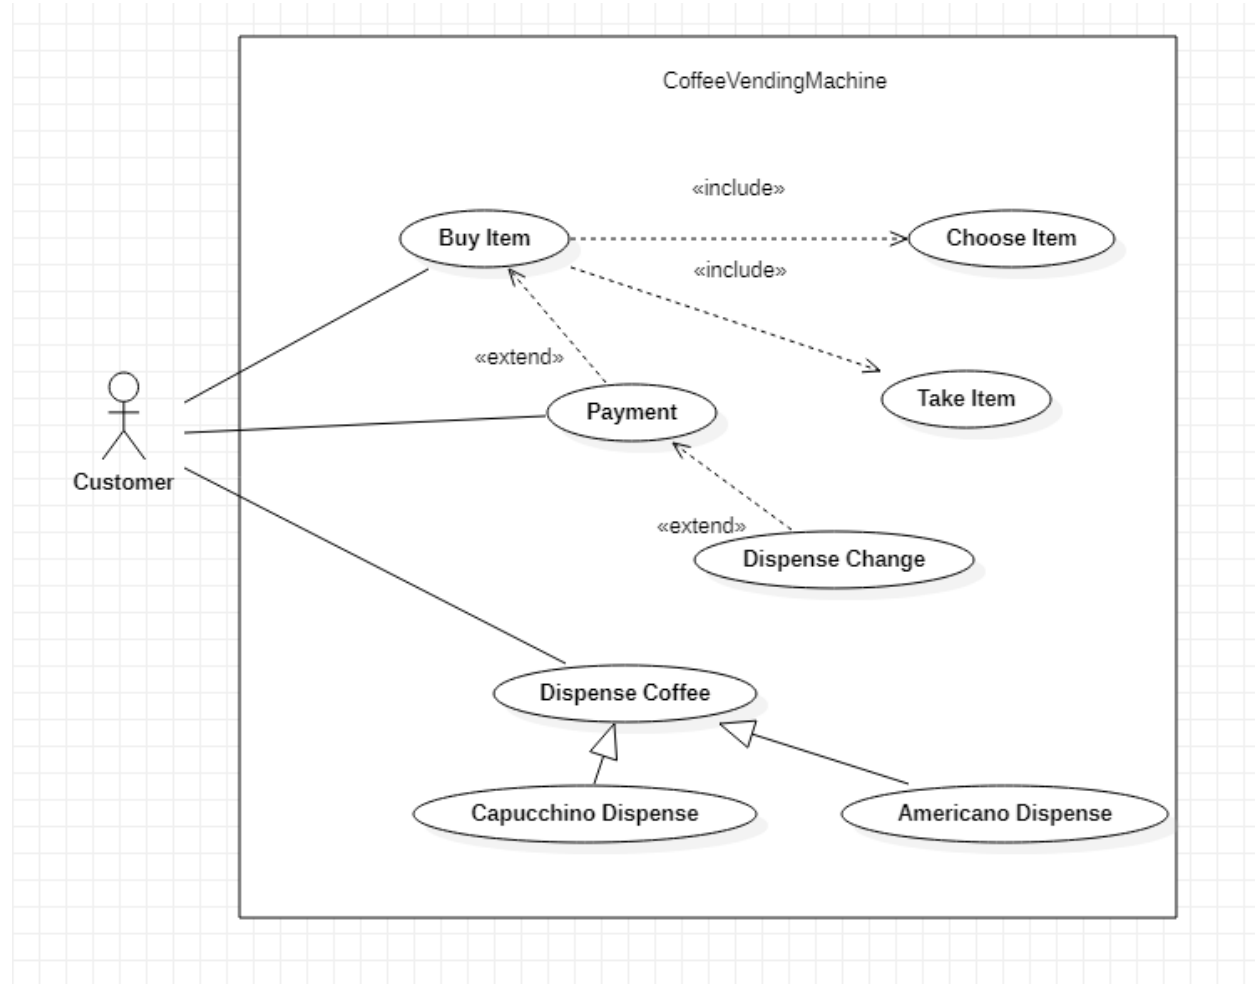 CoffeeVendingMachine
«include»
Buy Item
Choose Item
«include»
«extend»
Take Item
Payment
Customer
«extend»
Dispense Change
Dispense Coffee
Capucchino Dispense
Americano Dispense